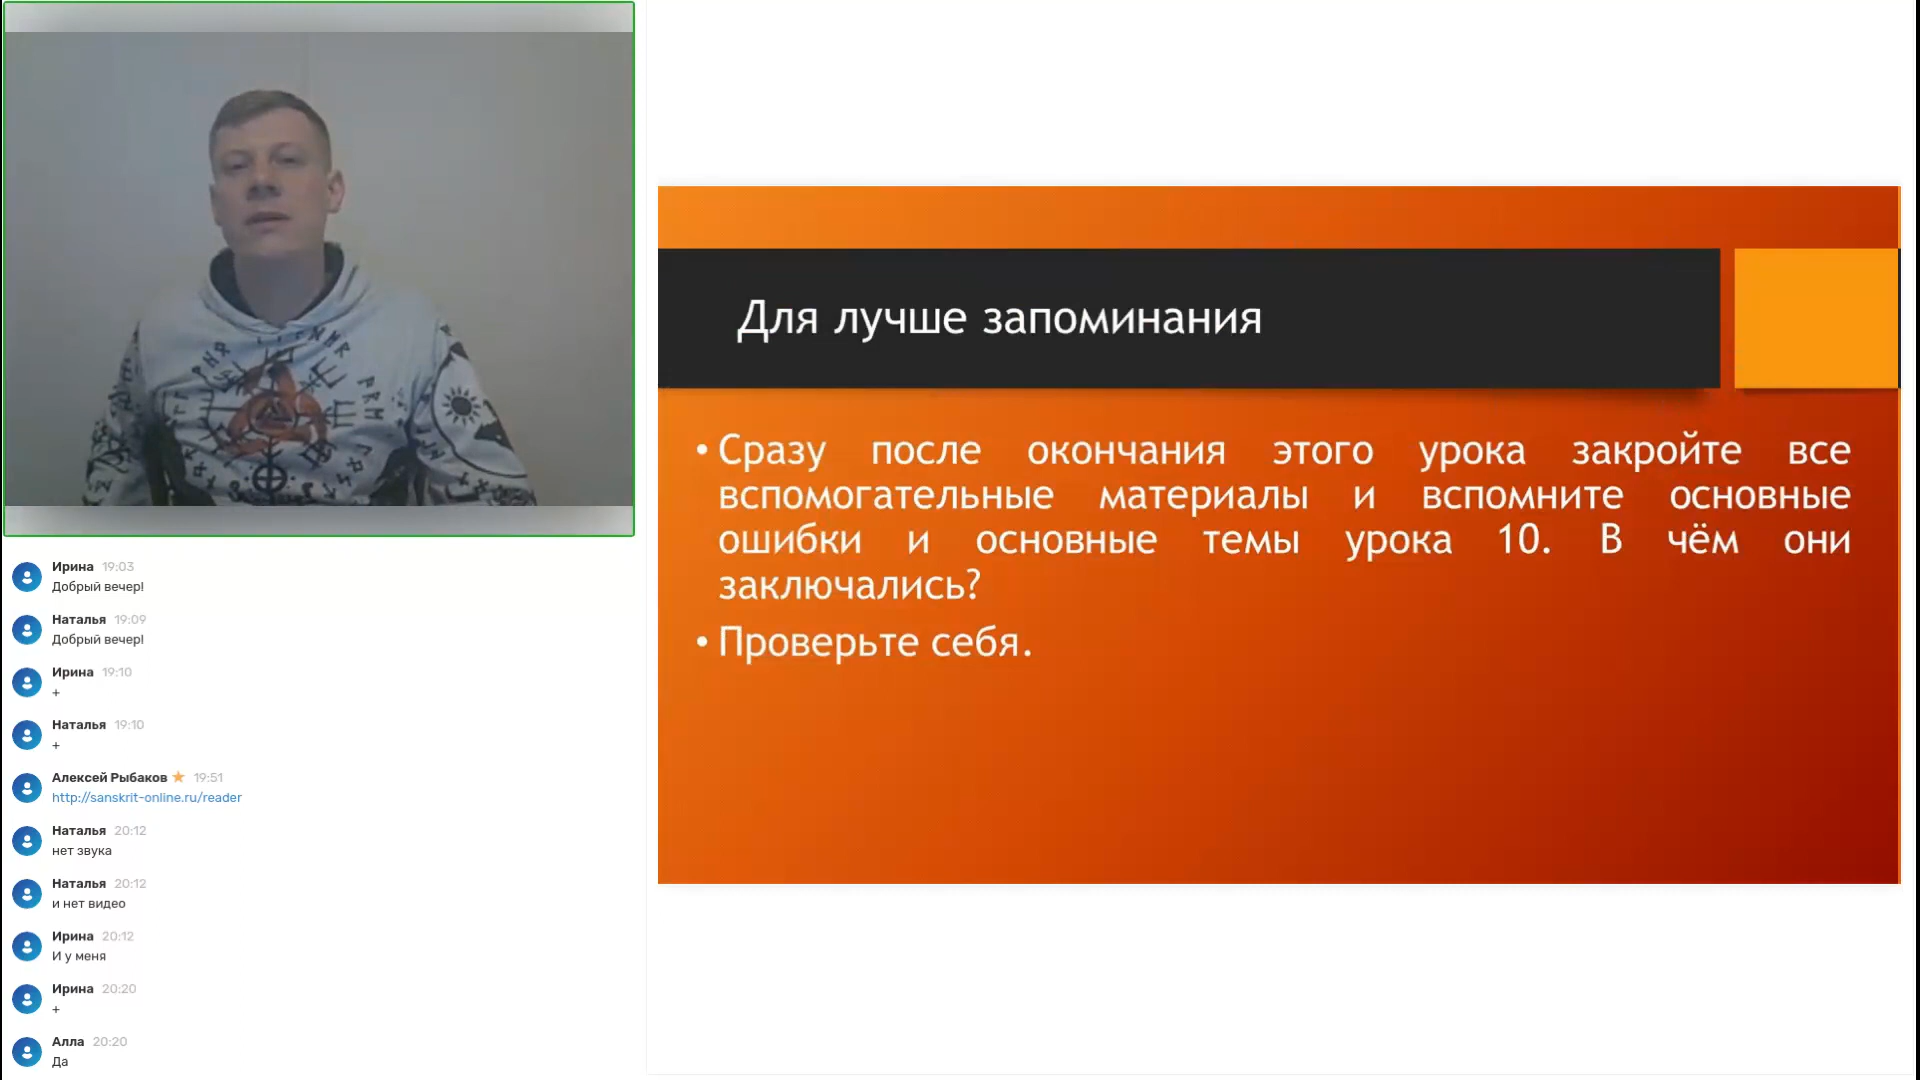 Ирина 19:03
Добрый вечер!
Наталья 19:09
Добрый вечер!
Ирина 19:10
+
Наталья 19:10
+
Алексей Рыбаков 19:51
http://sanskrit-online.ru/reader
Наталья 20:12
нет звука
Наталья 20:12
и нет видео
Ирина 20:12
И у меня
Ирина 20:20
+
Алла 20:20
Да
Для лучше запоминания
• Сразу после окончания этого урока закройте все
вспомогательные материалы и вспомните основные
ошибки и основные темы урока 10. В чём они
заключались?
• Проверьте себя.